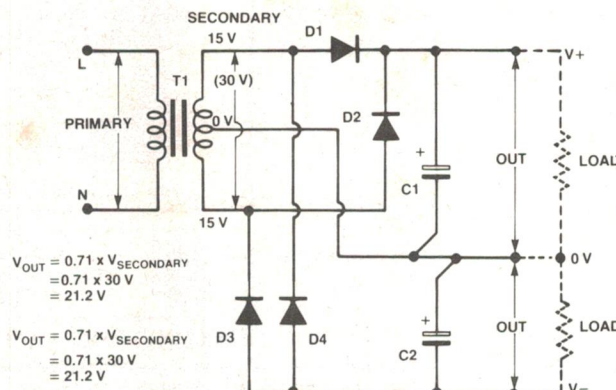 SECONDARY
15 V
D1
V+
L
T1
(30 V)
PRIMARY
0 V
D2
+
C1
OUT
N
15 V
0 V
VOUT = 0.71 x VSECONDARY
=0.71 x 30 V
= 21.2 V
D3
D4
+
C2
OUT
LOAD
VOUT = 0.71 x VSECONDARY
= 0.71 x 30 V
= 21.2 V
V−